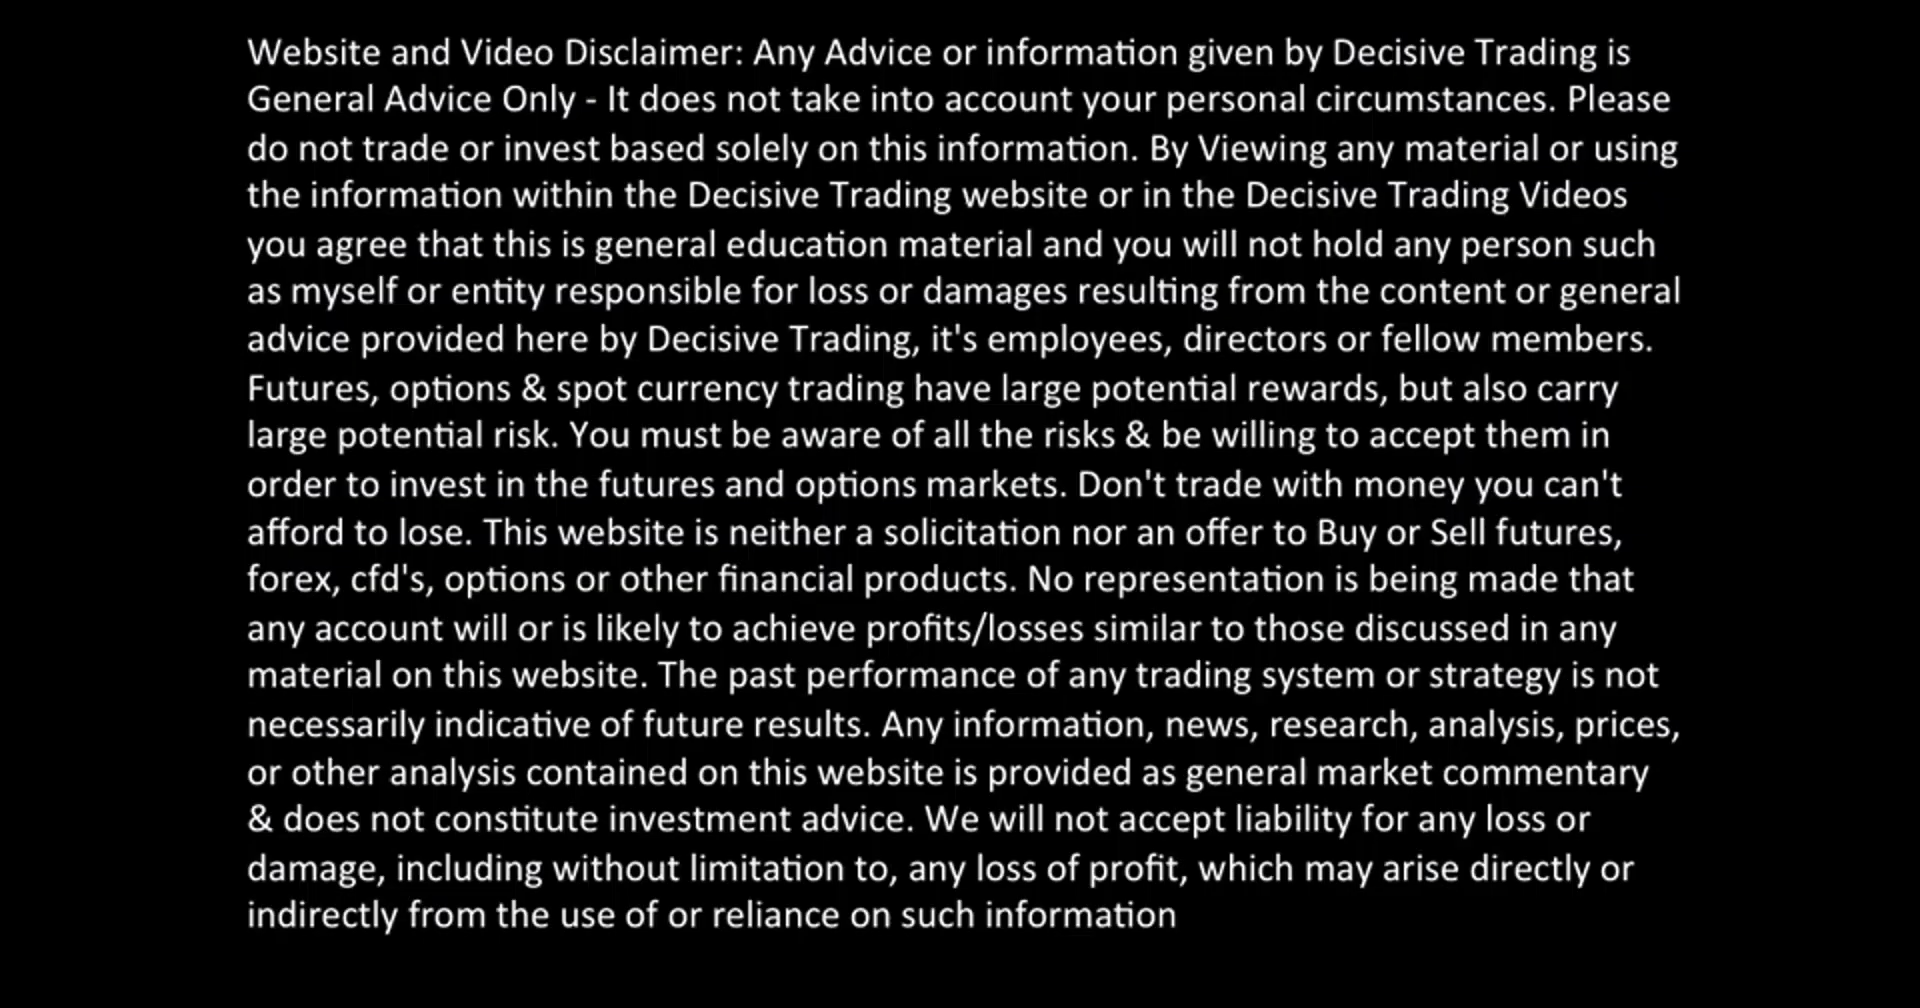 Website and Video Disclaimer: Any Advice or information given by Decisive Trading is
General Advice Only - It does not take into account your personal circumstances. Please
do not trade or invest based solely on this information. By Viewing any material or using
the information within the Decisive Trading website or in the Decisive Trading Videos
you agree that this is general education material and you will not hold any person such
as myself or entity responsible for loss or damages resulting from the content or general
advice provided here by Decisive Trading, it's employees, directors or fellow members.
Futures, options & spot currency trading have large potential rewards, but also carry
large potential risk. You must be aware of all the risks & be willing to accept them in
order to invest in the futures and options markets. Don't trade with money you can't
afford to lose. This website is neither a solicitation nor an offer to Buy or Sell futures,
forex, cfd's, options or other financial products. No representation is being made that
any account will or is likely to achieve profits/losses similar to those discussed in any
material on this website. The past performance of any trading system or strategy is not
necessarily indicative of future results. Any information, news, research, analysis, prices,
or other analysis contained on this website is provided as general market commentary
& does not constitute investment advice. We will not accept liability for any loss or
damage, including without limitation to, any loss of profit, which may arise directly or
indirectly from the use of or reliance on such information